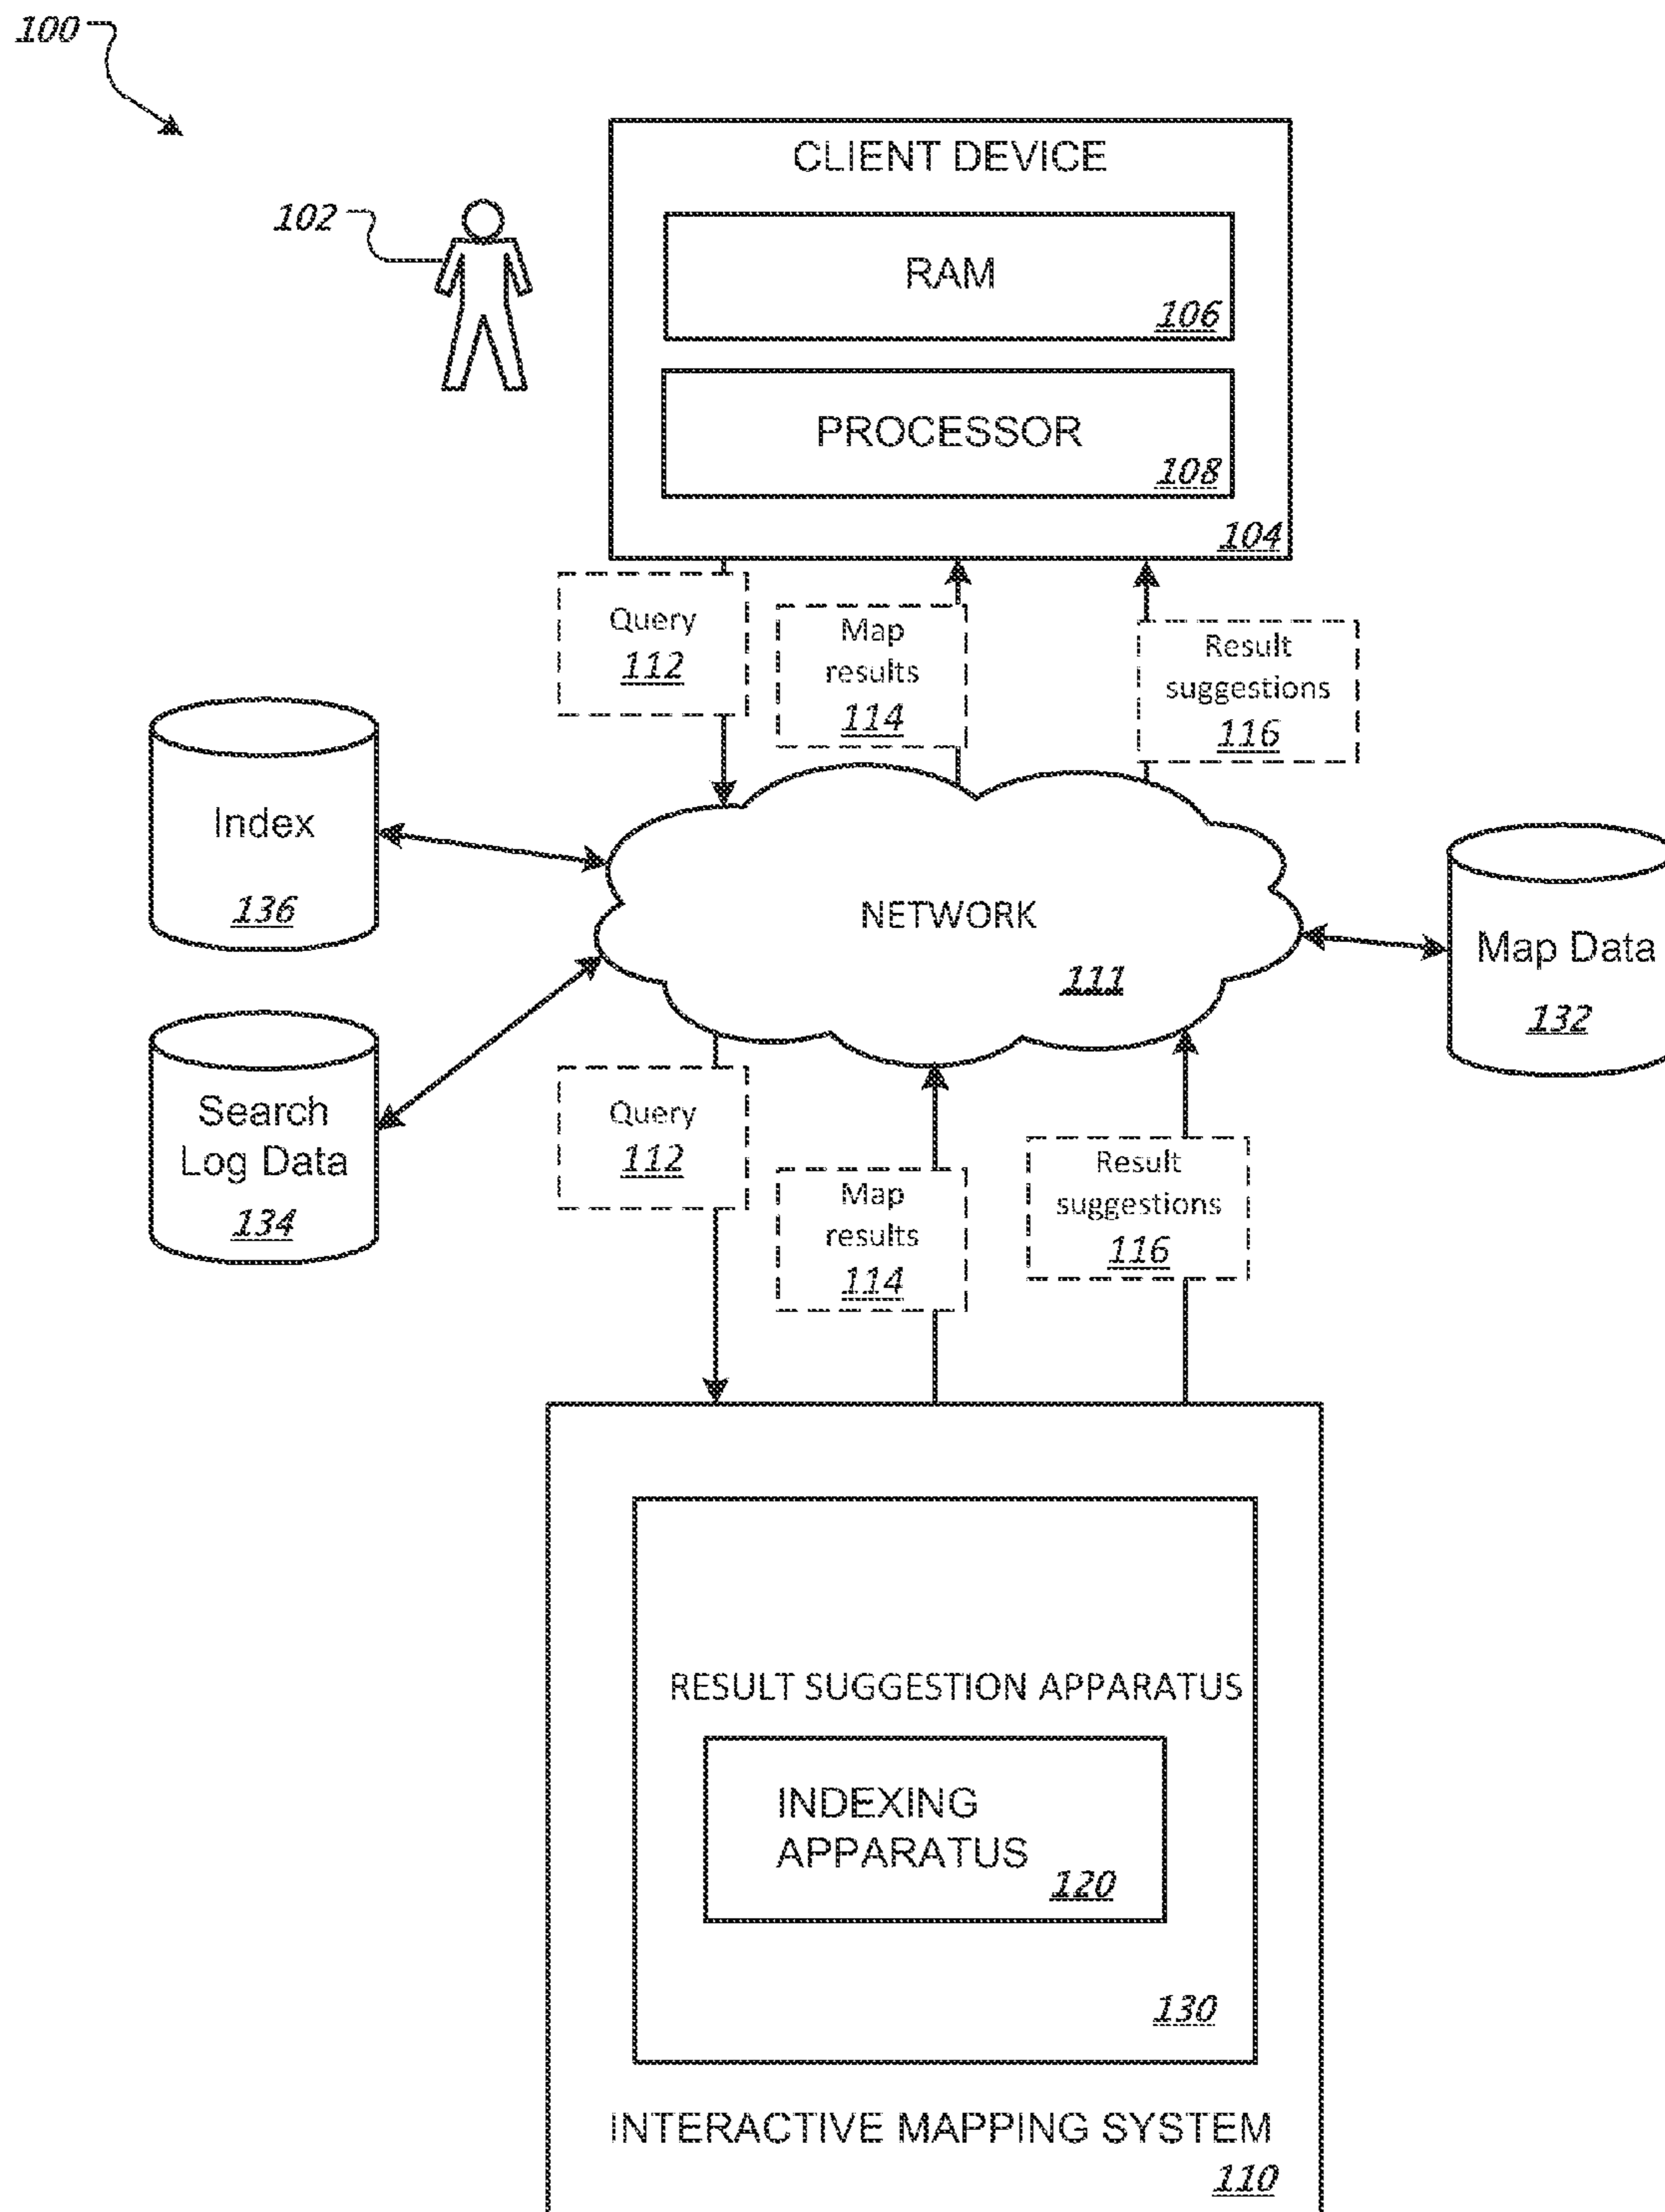 100
CLIENT DEVICE
102
RAM
106
PROCESSOR
108
104
Query
112
Map
results
114
Result
suggestions
116
Index
136
NETWORK
111
Map Data
132
Search
Log Data
134
Query
112
Map
results
114
Result
suggestions
116
RESULT SUGGESTION APPARATUS
INDEXING
APPARATUS
120
130
INTERACTIVE MAPPING SYSTEM
110